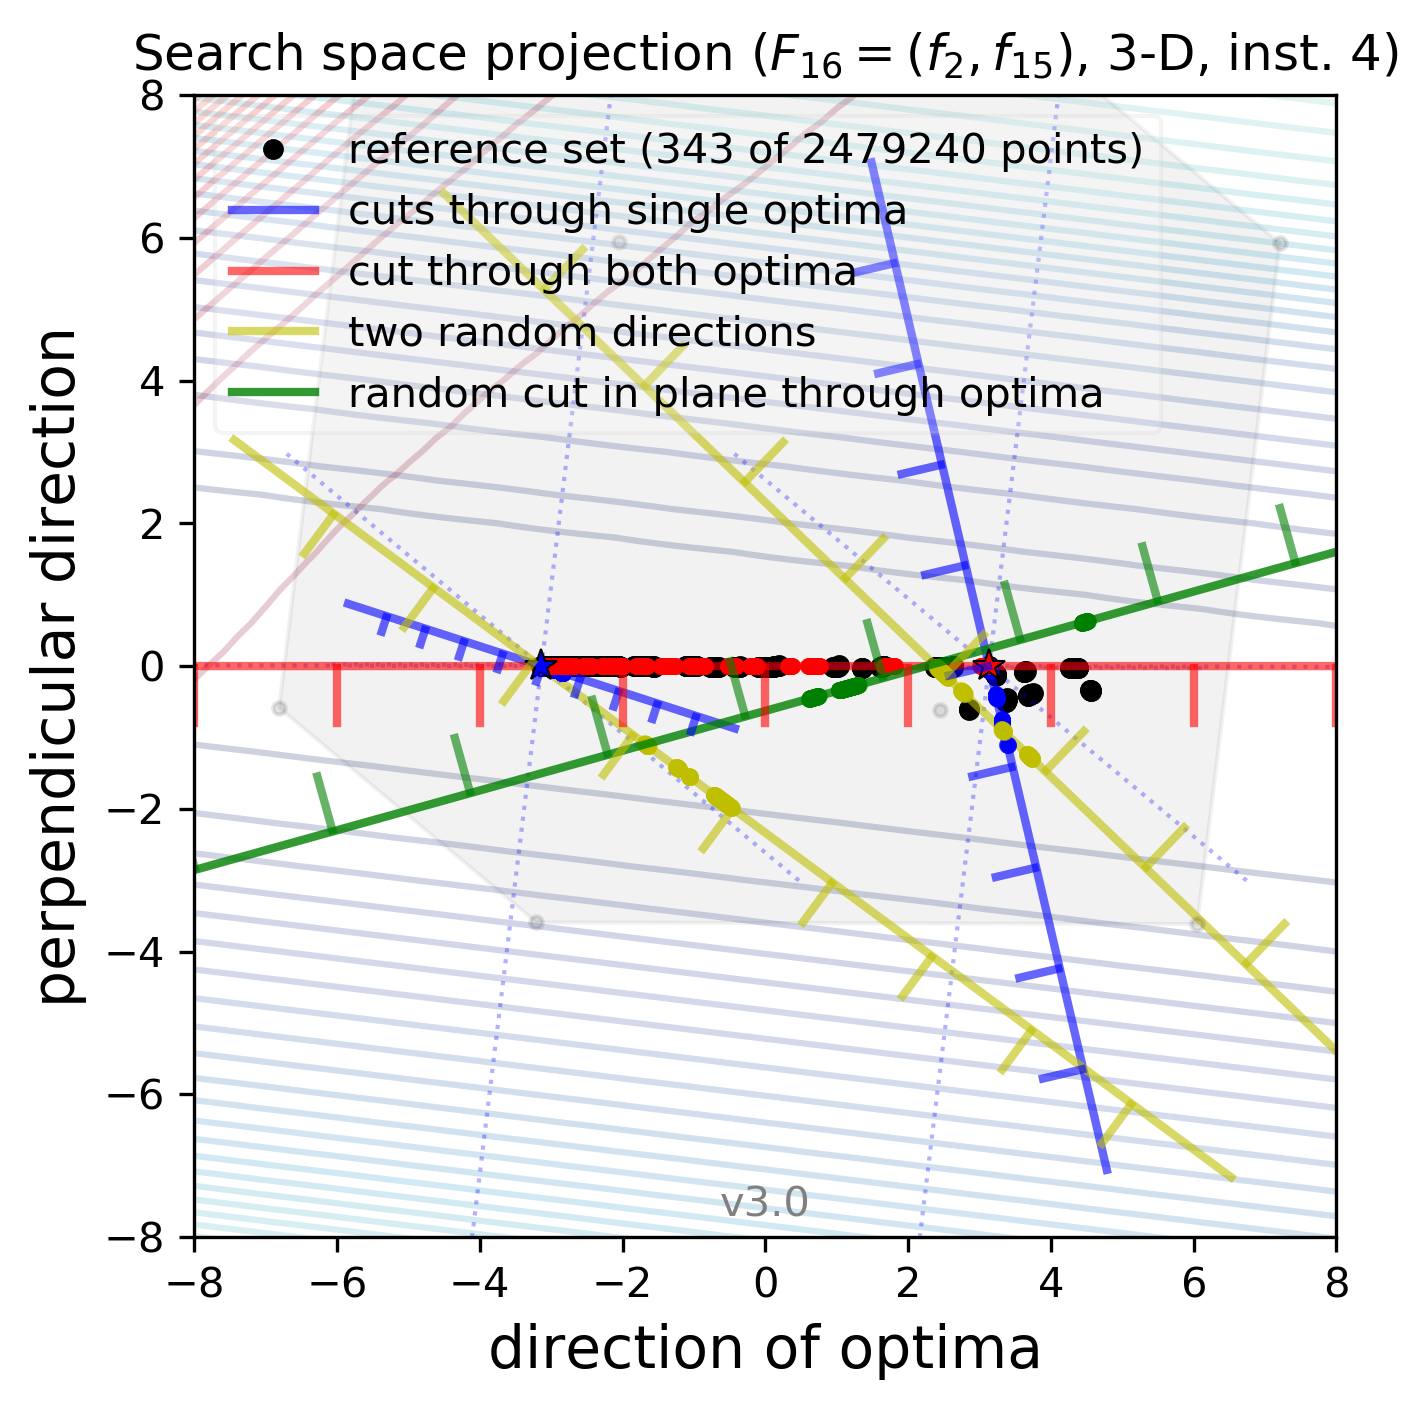 Search space projection (F₁₆ = (f₂, f₁₅), 3-D, inst. 4)
reference set (343 of 2479240 points)
cuts through single optima
cut through both optima
two random directions
random cut in plane through optima
perpendicular direction
8
6
4
2
0
−2
−4
−6
−8
v3.0
−8 −6 −4 −2 0 2 4 6 8
direction of optima